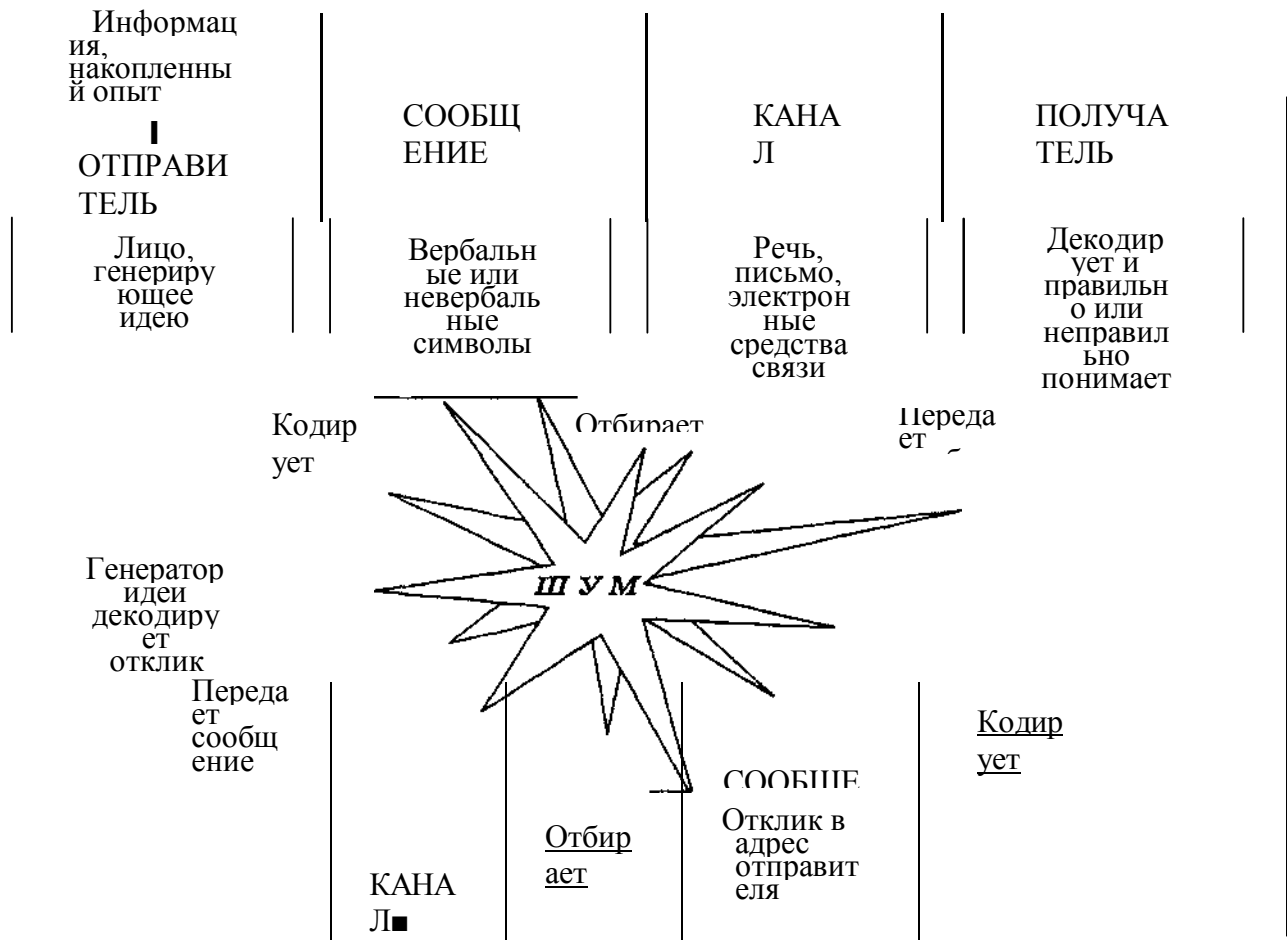 Информац
ия,
накопленны
й опыт
ОТПРАВИ
ТЕЛЬ
СООБЩ
ЕНИЕ
КАНА
Л
ПОЛУЧА
ТЕЛЬ
Лицо,
генериру
ющее
идею
Вербальн
ые или
невербаль
ные
символы
Речь,
письмо,
электрон
ные
средства
связи
Декодир
ует и
правильн
о или
неправил
ьно
понимает
Кодир
ует
Отбирает
Переда
ет
ШУМ
Генератор
идеи
декодиру
ет
отклик
Переда
ет
сообщ
ение
КАНА
Л■
Отбир
ает
СООБЩЕ
Отклик в
адрес
отправит
еля
Кодир
ует